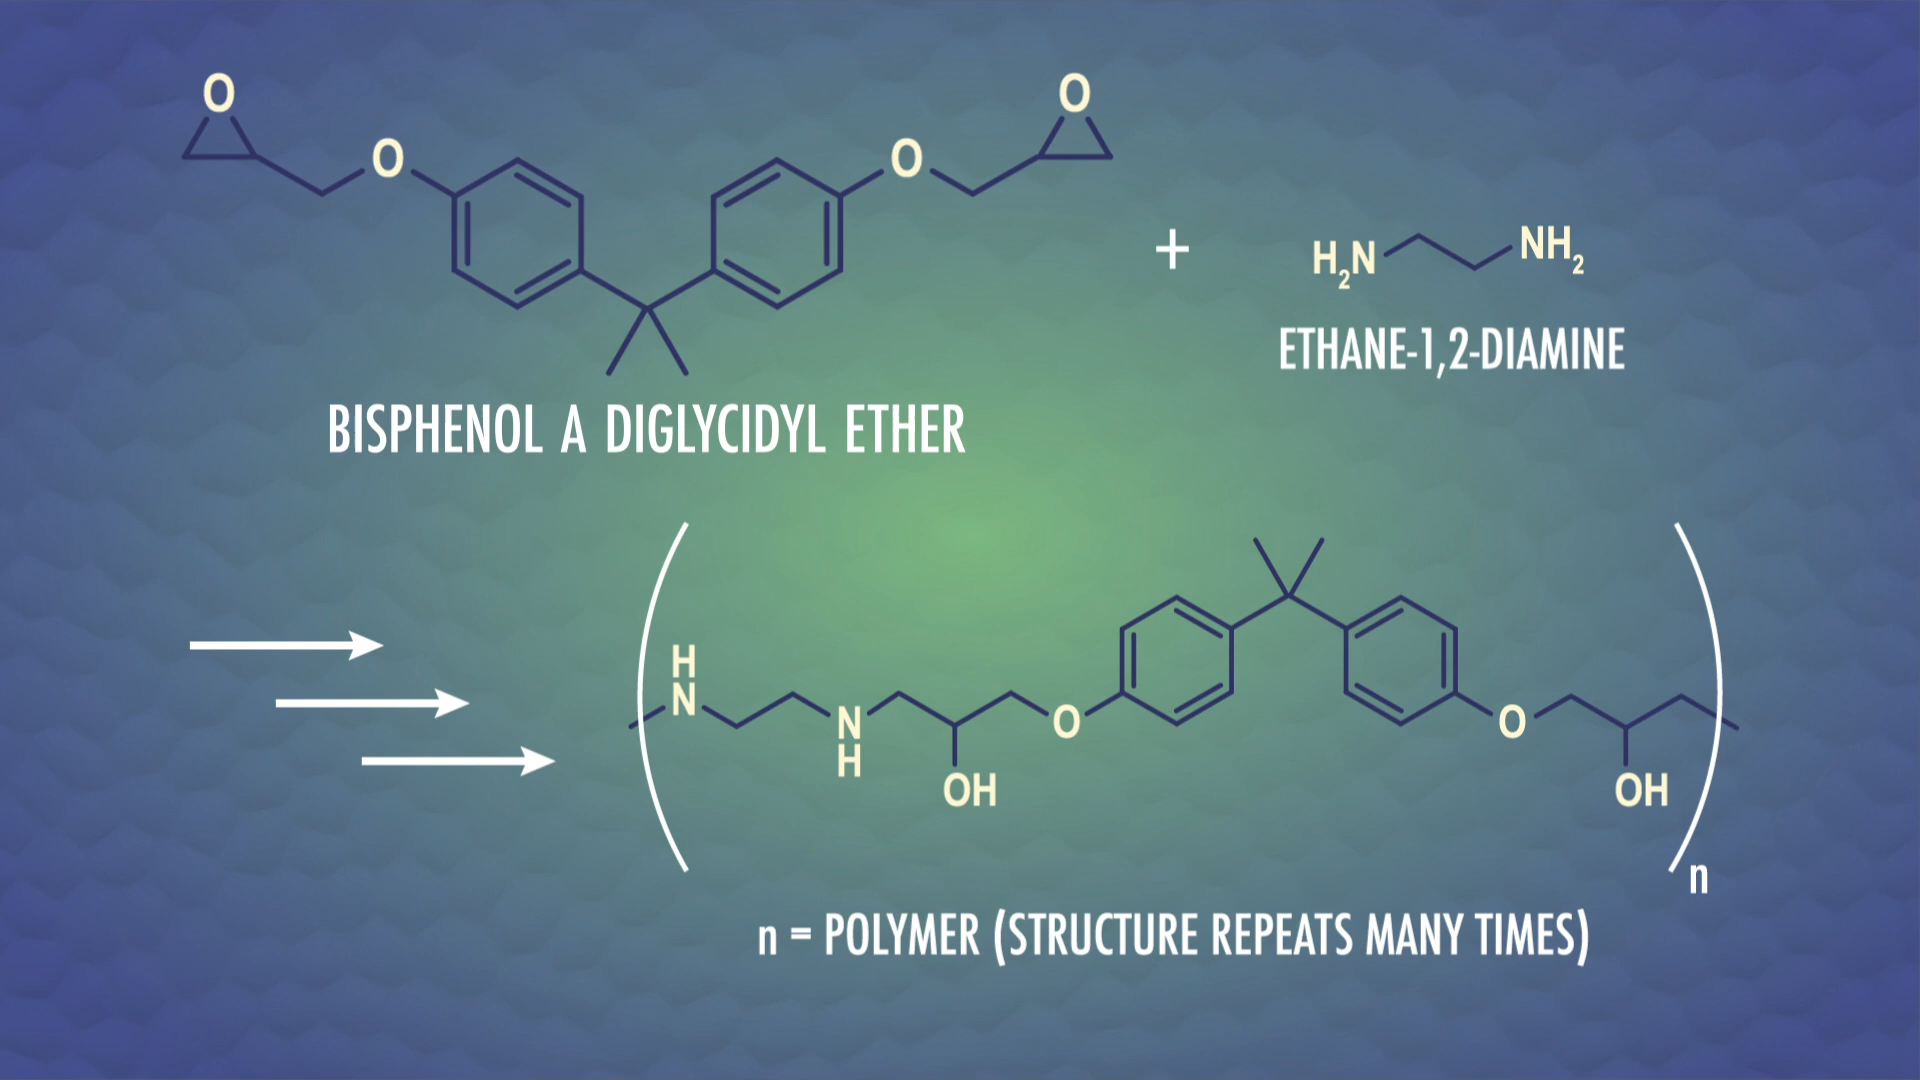 O O
O O
+
H₂N NH₂
ETHANE-1,2-DIAMINE
BISPHENOL A DIGLYCIDYL ETHER
H
N
N
H
O
O
OH
OH
n
n = POLYMER (STRUCTURE REPEATS MANY TIMES)